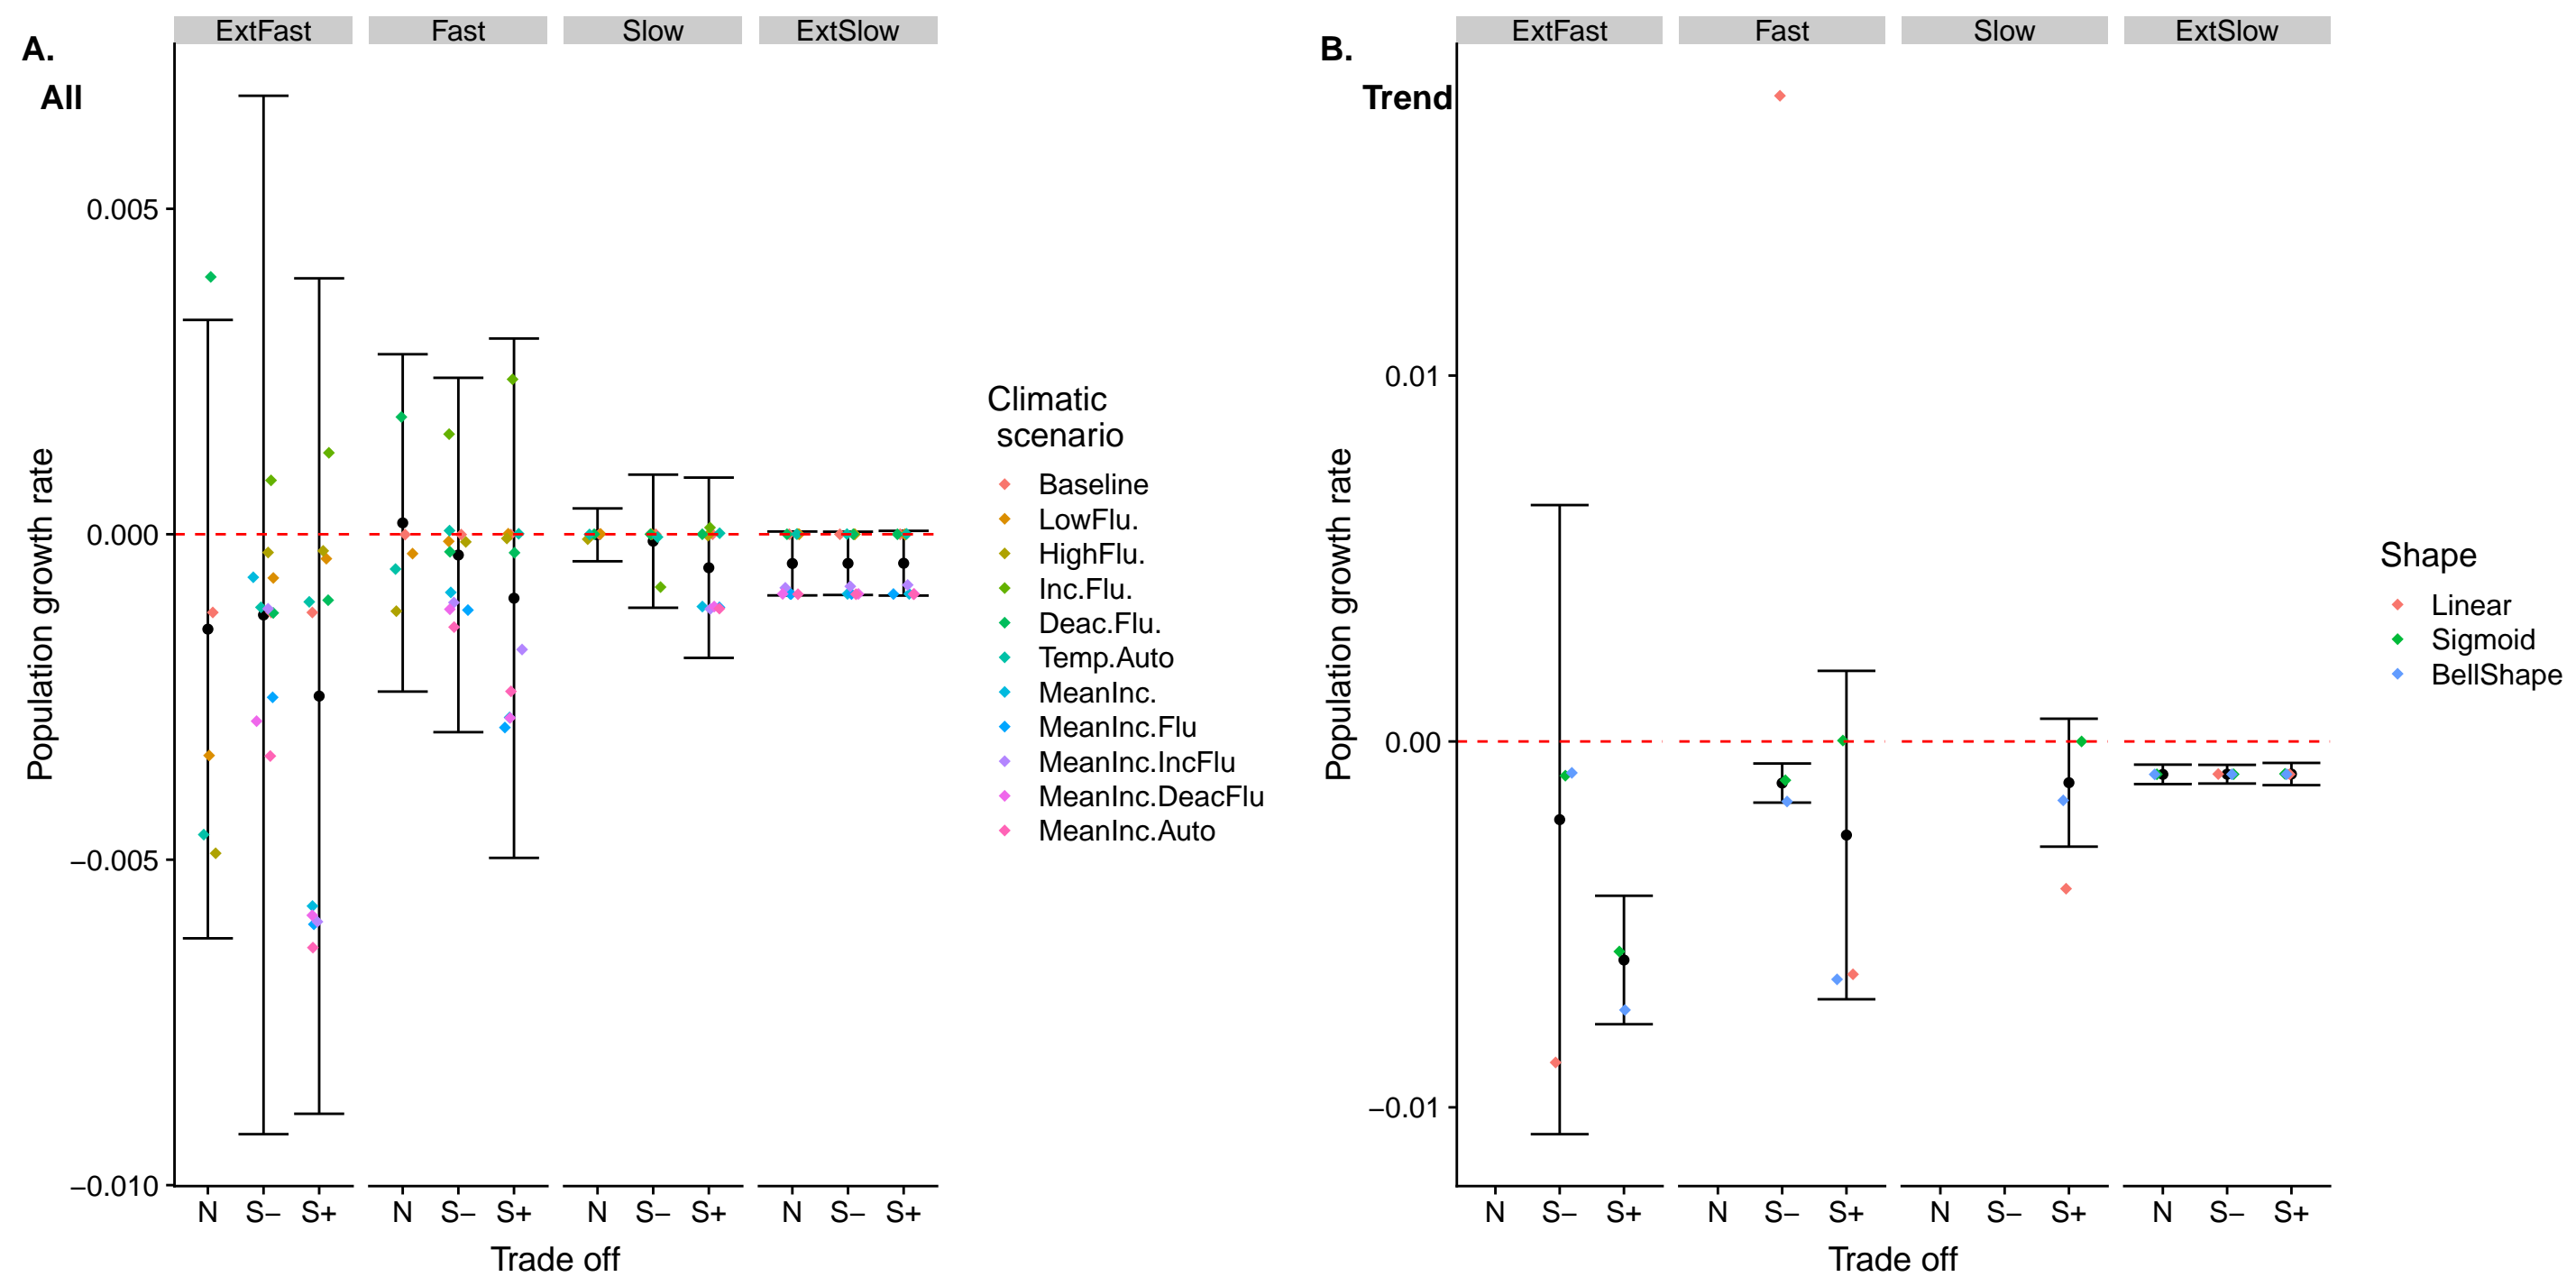 A.
All
ExtFast Fast Slow ExtSlow
Population growth rate
0.005
0.000
−0.005
−0.010
N S− S+ N S− S+ N S− S+ N S− S+
Trade off
Climatic
scenario
Baseline
LowFlu.
HighFlu.
Inc.Flu.
Deac.Flu.
Temp.Auto
MeanInc.
MeanInc.Flu
MeanInc.IncFlu
MeanInc.DeacFlu
MeanInc.Auto
B.
Trend
ExtFast Fast Slow ExtSlow
Population growth rate
0.01
0.00
−0.01
N S− S+ N S− S+ N S− S+ N S− S+
Trade off
Shape
Linear
Sigmoid
BellShape